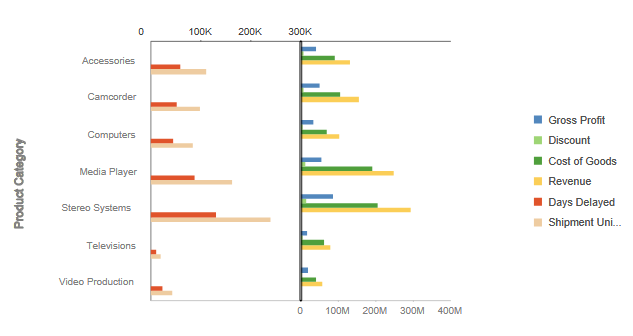 0 100K 200K 300K
Accessories
Camcorder
Computers
Media Player
Stereo Systems
Televisions
Video Production
Product Category
0 100M 200M 300M 400M
Gross Profit
Discount
Cost of Goods
Revenue
Days Delayed
Shipment Uni...